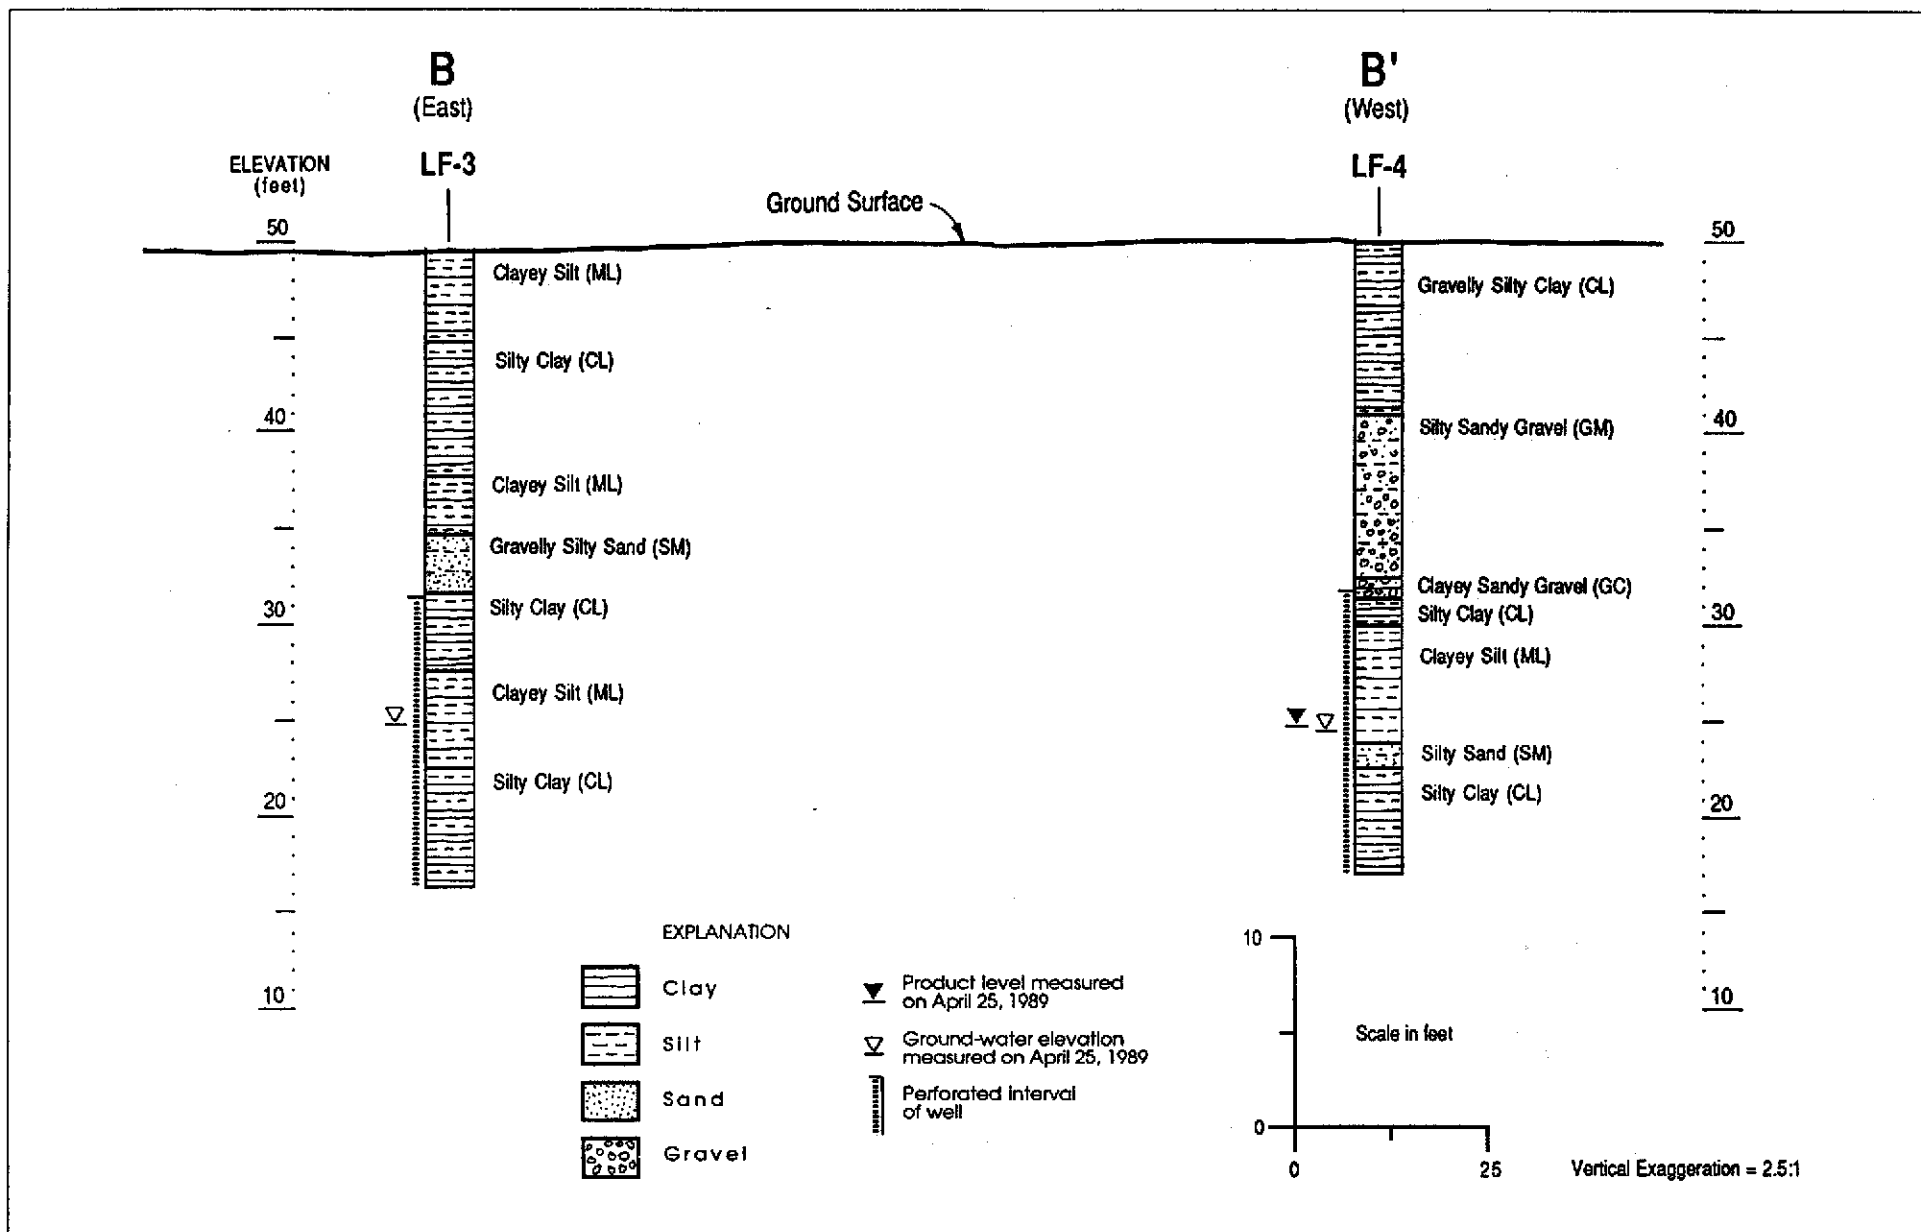 B
(East)
LF-3
B'
(West)
LF-4
ELEVATION
(feet)
Ground Surface
50
40
30
20
10
Clayey Silt (ML)
Silty Clay (CL)
Clayey Silt (ML)
Gravelly Silty Sand (SM)
Silty Clay (CL)
Clayey Silt (ML)
Silty Clay (CL)
Gravelly Silty Clay (CL)
Silty Sandy Gravel (GM)
Clayey Sandy Gravel (GC)
Silty Clay (CL)
Clayey Silt (ML)
Silty Sand (SM)
Silty Clay (CL)
50
40
30
20
10
EXPLANATION
Clay
Silt
Sand
Gravel
Product level measured
on April 25, 1989
Ground-water elevation
measured on April 25, 1989
Perforated interval
of well
10
0
0
25
Scale in feet
Vertical Exaggeration = 2.5:1